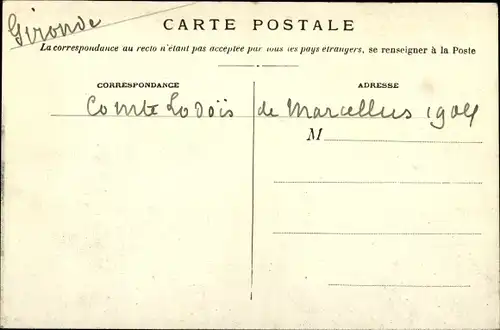 Gironde
CARTE POSTALE
La correspondance au recto n'étant pas acceptée par tous les pays étrangers, se renseigner à la Poste
CORRESPONDANCE
ADRESSE
Comte Lodoïs de Marcellus 1904
M